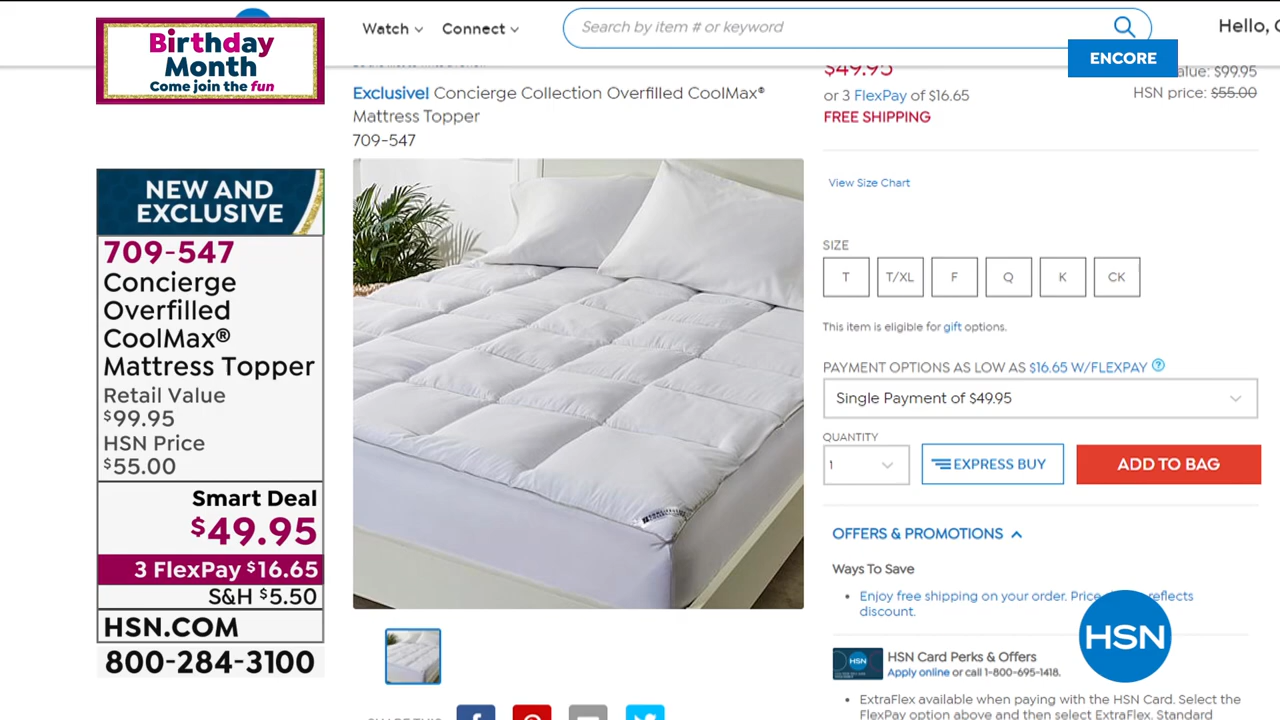 Birthday
Month
Come join the fun
Watch
Connect
Search by item # or keyword
Hello,
ENCORE
NEW AND
EXCLUSIVE
709-547
Concierge
Overfilled
CoolMax®
Mattress Topper
Retail Value
$99.95
HSN Price
$55.00
Smart Deal
$49.95
3 FlexPay $16.65
S&H $5.50
HSN.COM
800-284-3100
Exclusive! Concierge Collection Overfilled CoolMax®
Mattress Topper
709-547
$49.95
or 3 FlexPay of $16.65
FREE SHIPPING
$99.95
HSN price: $55.00
View Size Chart
SIZE
T T/XL F Q K CK
This item is eligible for gift options.
PAYMENT OPTIONS AS LOW AS $16.65 W/FLEXPAY ?
Single Payment of $49.95
QUANTITY
1
EXPRESS BUY
ADD TO BAG
OFFERS & PROMOTIONS
Ways To Save
• Enjoy free shipping on your order. Price reflects
discount.
HSN
HSN
HSN Card Perks & Offers
Apply online or call 1-800-695-1418.
• ExtraFlex available when paying with the HSN Card. Select the
FlexPay option above and then select ExtraFlex. Standard
SHARE THIS